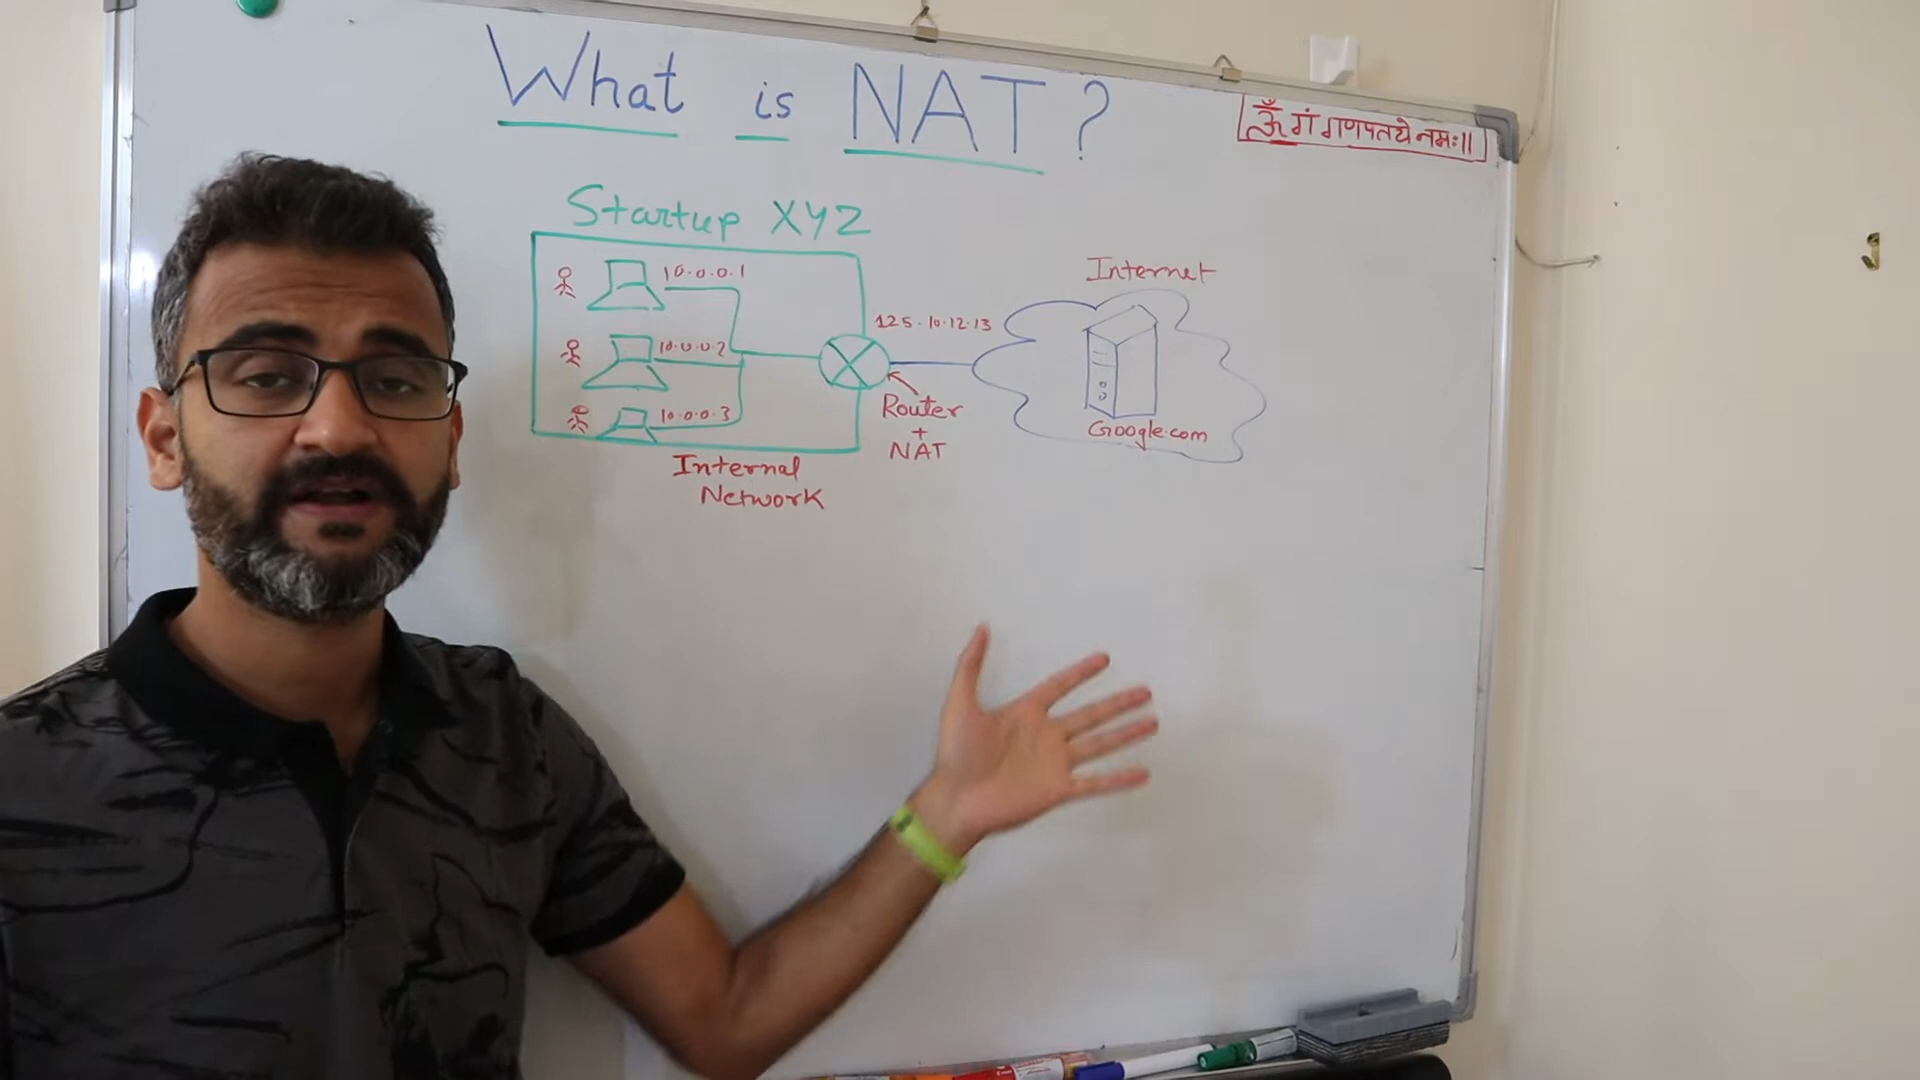 What is NAT?
ॐ गं गणपतये नमः॥
Startup XYZ
10.0.0.1
10.0.0.2
10.0.0.3
Internal
Network
125.10.12.13
Router
+
NAT
Internet
Google.com